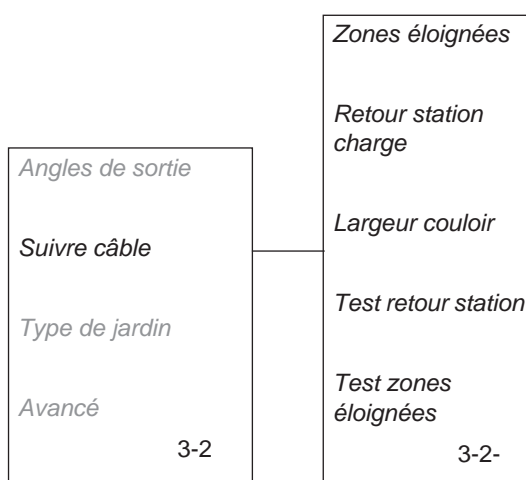 Angles de sortie
Suivre câble
Type de jardin
Avancé
3-2
Zones éloignées
Retour station
charge
Largeur couloir
Test retour station
Test zones
éloignées
3-2-